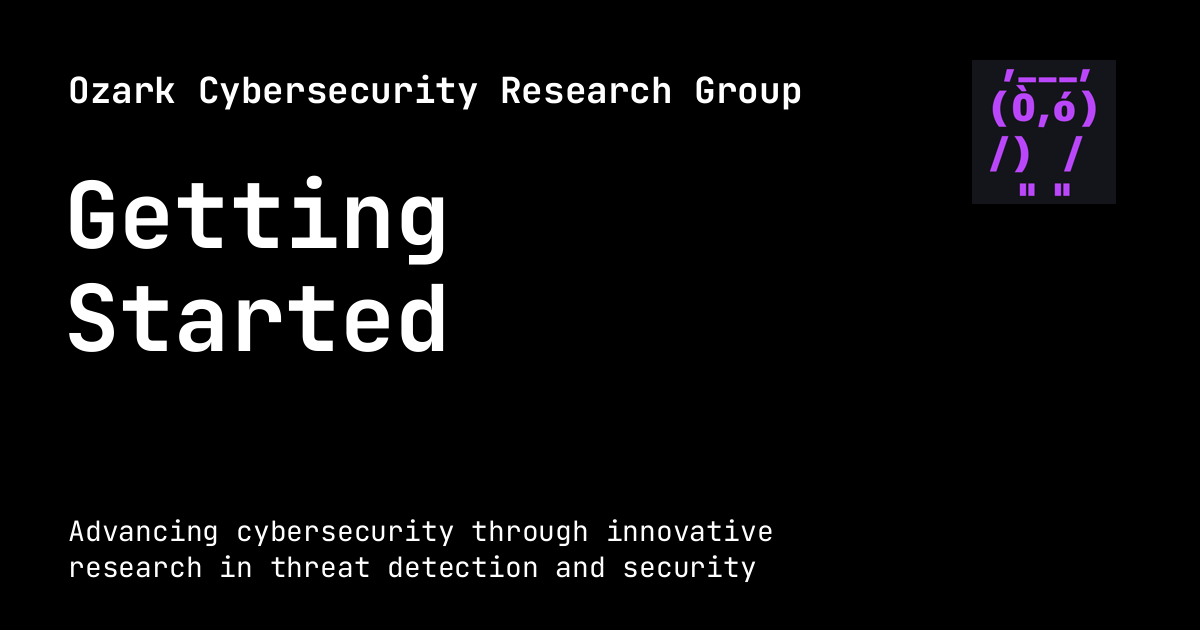 Ozark Cybersecurity Research Group
,___,
(Ò,ó)
/) /
" "
Getting
Started
Advancing cybersecurity through innovative
research in threat detection and security